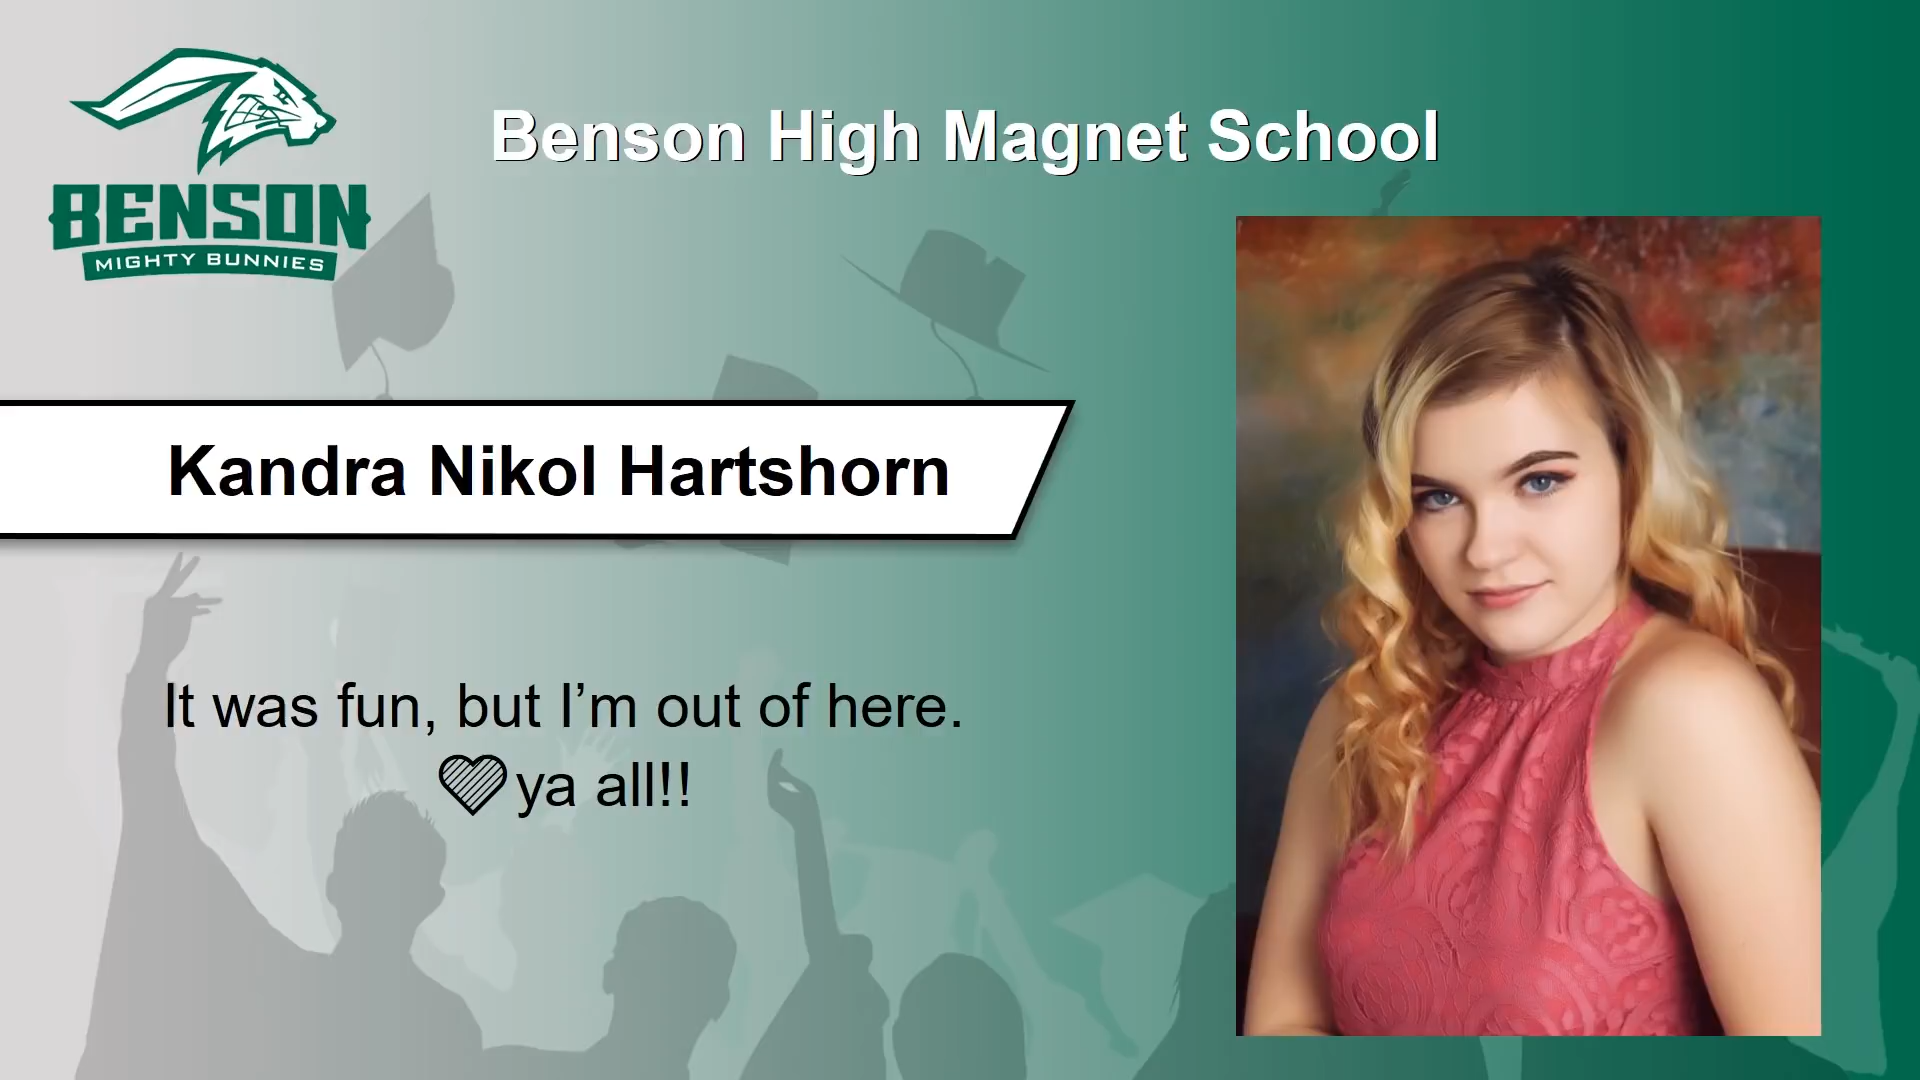 BENSON
MIGHTY BUNNIES
Benson High Magnet School
Kandra Nikol Hartshorn
It was fun, but I’m out of here.
ya all!!